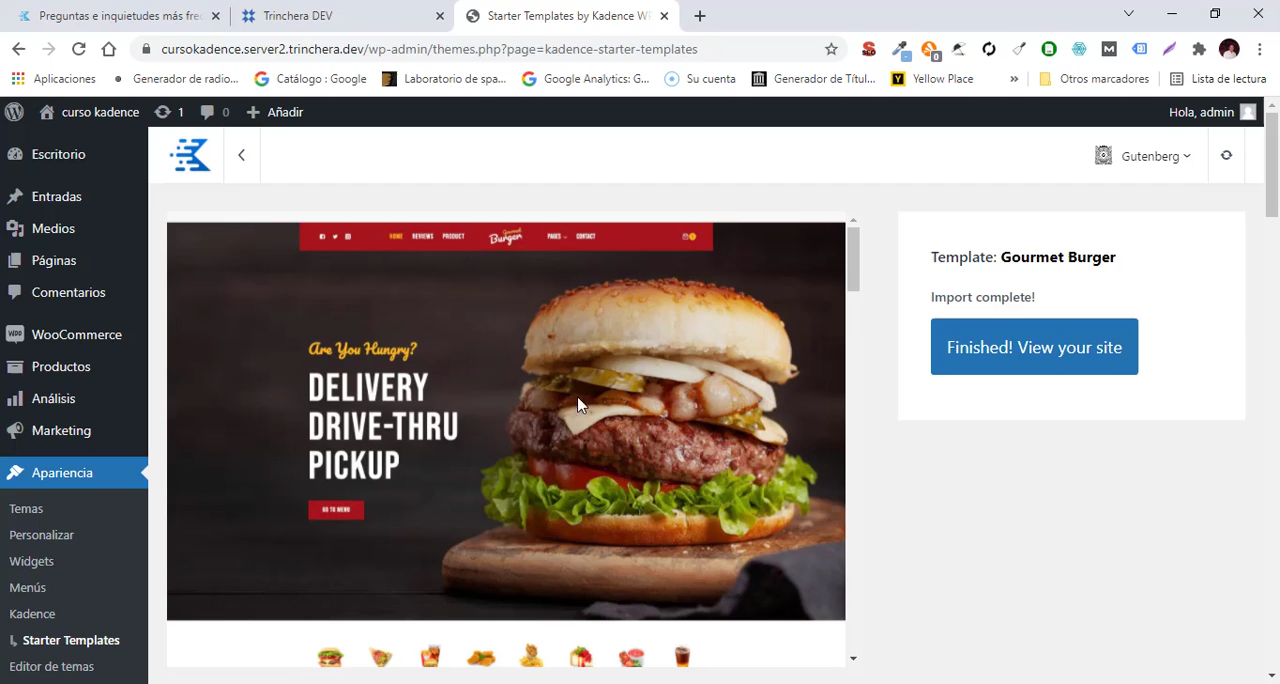 Preguntas e inquietudes más frec
Trinchera DEV
Starter Templates by Kadence WP
cursokadence.server2.trinchera.dev/wp-admin/themes.php?page=kadence-starter-templates
Aplicaciones
Generador de radio...
Catálogo : Google
Laboratorio de spa...
Google Analytics: G...
Su cuenta
Generador de Títul...
Yellow Place
»
Otros marcadores
Lista de lectura
curso kadence
1
0
Añadir
Hola, admin
Escritorio
Entradas
Medios
Páginas
Comentarios
WooCommerce
Productos
Análisis
Marketing
Apariencia
Temas
Personalizar
Widgets
Menús
Kadence
Starter Templates
Editor de temas
Gutenberg
HOME
REVIEWS
PRODUCT
Gourmet
Burger
PAGES
CONTACT
Are You Hungry?
DELIVERY
DRIVE-THRU
PICKUP
GO TO MENU
Template: Gourmet Burger
Import complete!
Finished! View your site